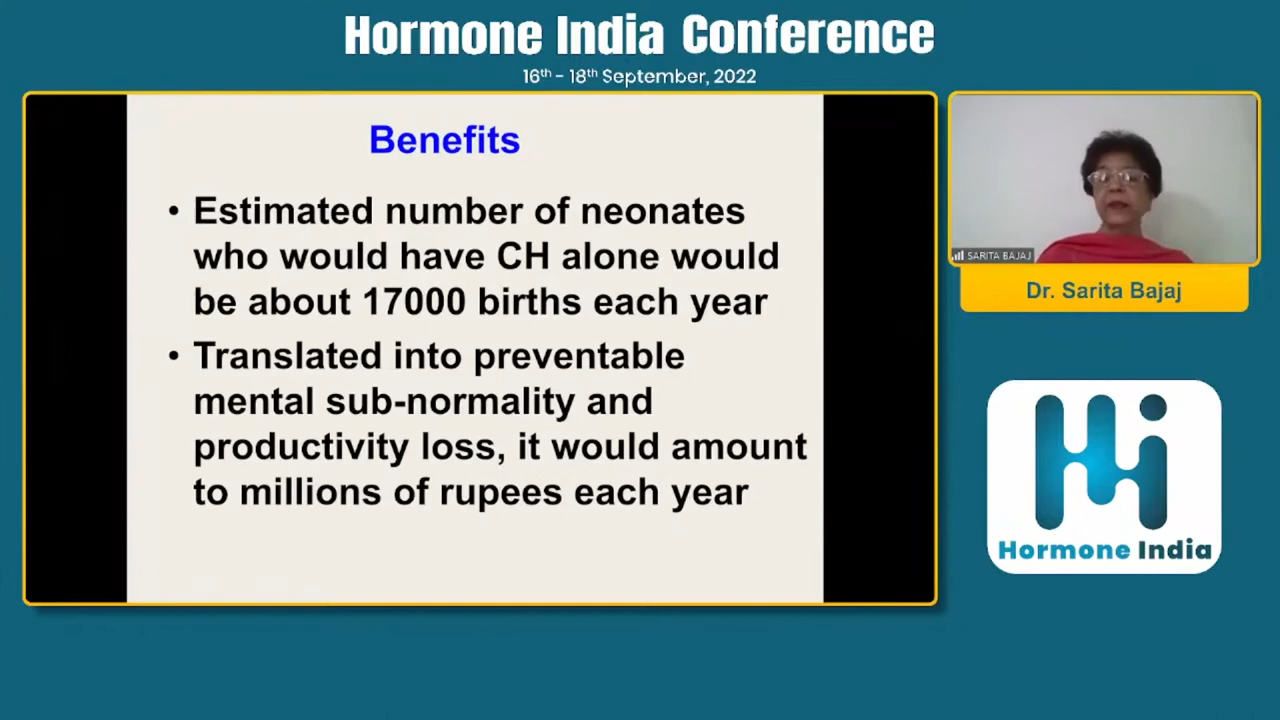 Hormone India Conference
16th - 18th September, 2022
Benefits
• Estimated number of neonates
who would have CH alone would
be about 17000 births each year
• Translated into preventable
mental sub-normality and
productivity loss, it would amount
to millions of rupees each year
SARITA BAJAJ
Dr. Sarita Bajaj
Hi
Hormone India